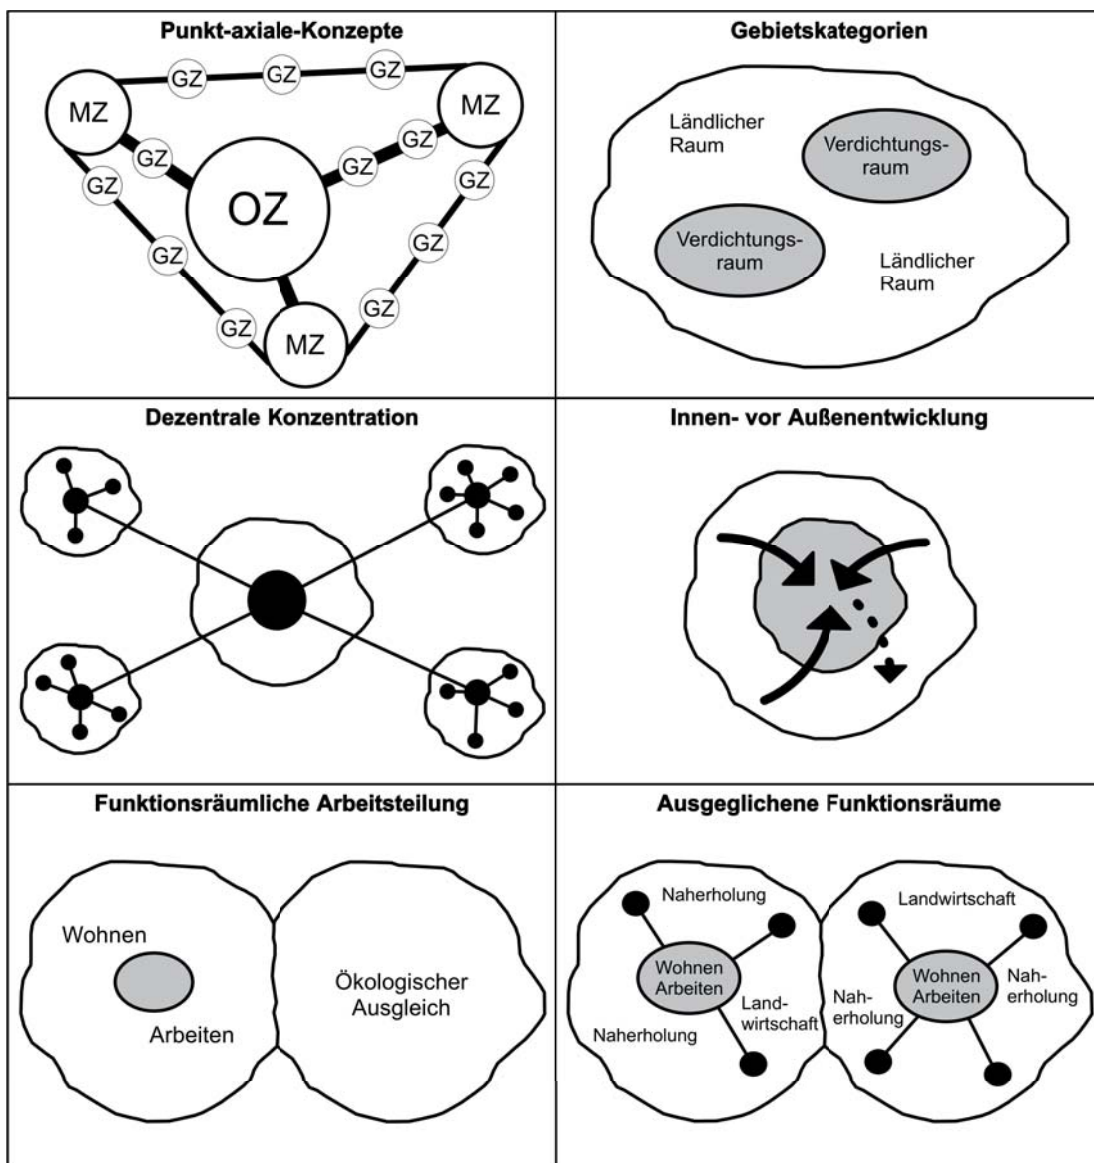 Punkt-axiale-Konzepte
GZ
GZ
GZ
MZ
MZ
GZ
GZ
GZ
GZ
GZ
OZ
GZ
GZ
GZ
GZ
GZ
MZ
Gebietskategorien
Ländlicher
Raum
Verdichtungs-
raum
Verdichtungs-
raum
Ländlicher
Raum
Dezentrale Konzentration
Innen- vor Außenentwicklung
Funktionsräumliche Arbeitsteilung
Wohnen
Arbeiten
Ökologischer
Ausgleich
Ausgeglichene Funktionsräume
Naherholung
Wohnen
Arbeiten
Land-
wirtschaft
Naherholung
Landwirtschaft
Wohnen
Arbeiten
Nah-
erholung
Nah-
erholung